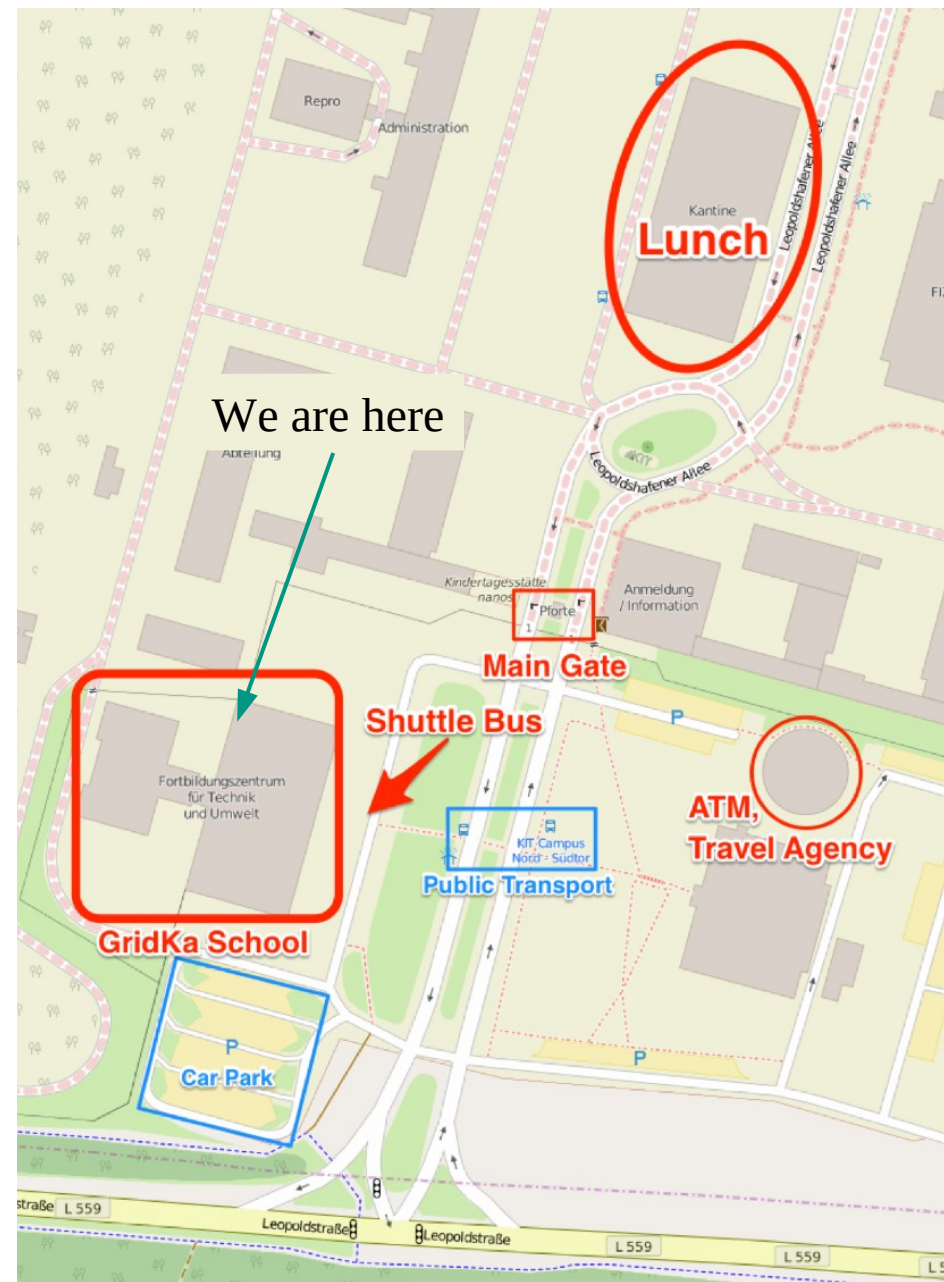 Repro
Administration
Kantine
Lunch
Leopoldshafener Allee
Leopoldshafener Allee
We are here
Abteilung
KIT
Leopoldshafener Allee
Kindertagesstätte
nanos
Pforte
1
Anmeldung
/ Information
Main Gate
P
Shuttle Bus
Fortbildungszentrum
für Technik
und Umwelt
KIT Campus
Nord - Südtor
Public Transport
ATM,
Travel Agency
GridKa School
P
Car Park
P
straße
L 559
Leopoldstraße
Leopoldstraße
L 559
L 559